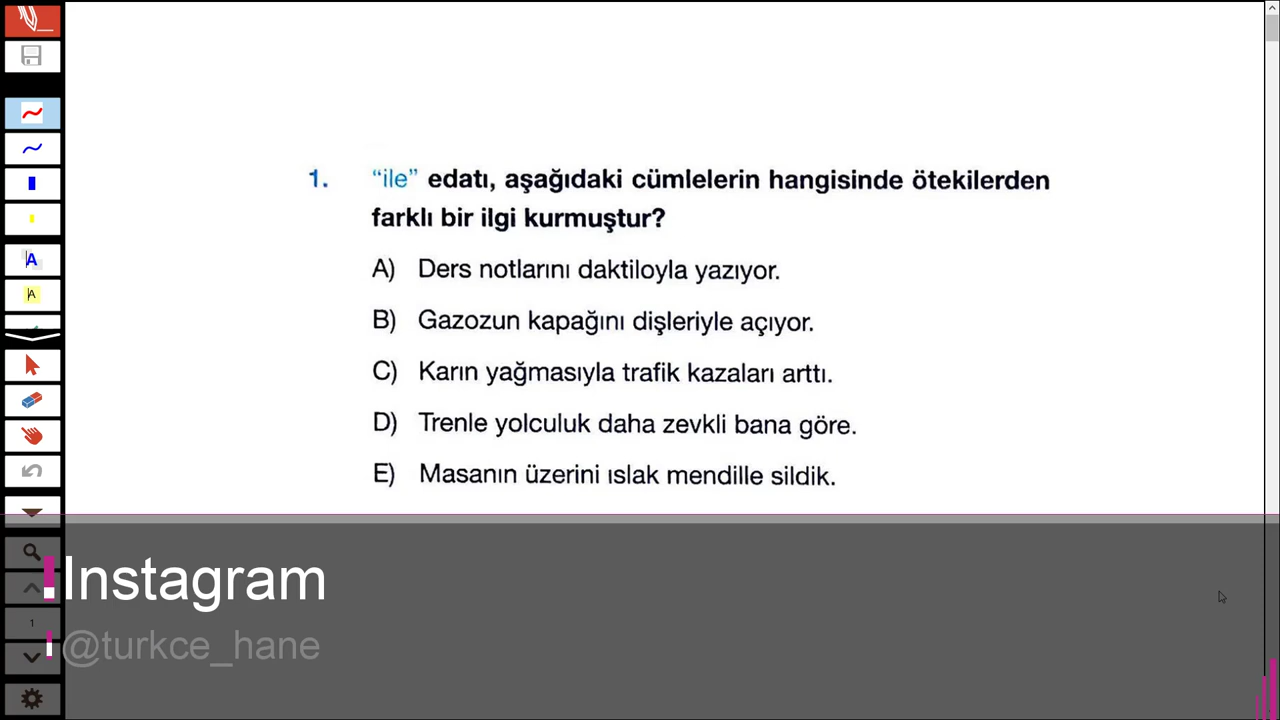 1. "ile" edatı, aşağıdaki cümlelerin hangisinde ötekilerden
farklı bir ilgi kurmuştur?
A) Ders notlarını daktiloyla yazıyor.
B) Gazozun kapağını dişleriyle açıyor.
C) Karın yağmasıyla trafik kazaları arttı.
D) Trenle yolculuk daha zevkli bana göre.
E) Masanın üzerini ıslak mendille sildik.
Instagram
@turkce_hane
A
A
1